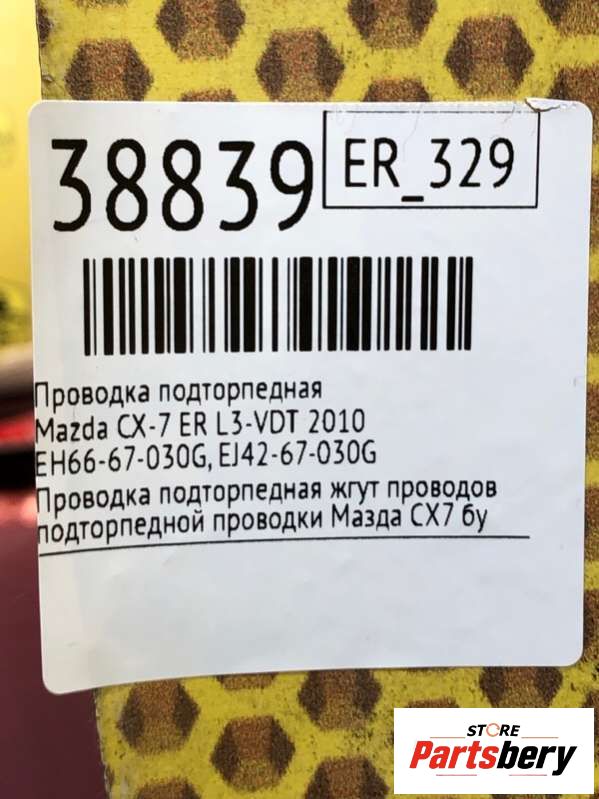 38839
ER_329
Проводка подторпедная
Mazda CX-7 ER L3-VDT 2010
EH66-67-030G, EJ42-67-030G
Проводка подторпедная жгут проводов
подторпедной проводки Мазда СХ7 бу
STORE
Partsbery